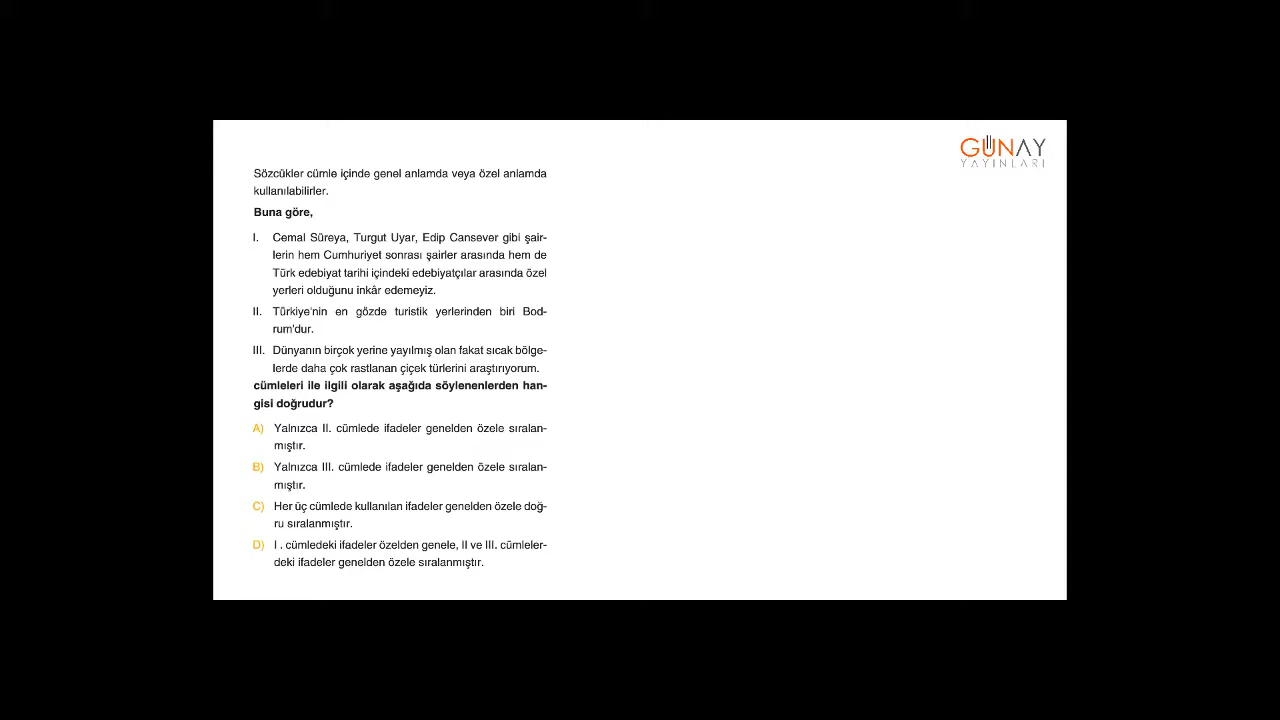 GÜNAY
YAYINLARI
Sözcükler cümle içinde genel anlamda veya özel anlamda
kullanılabilirler.
Buna göre,
I. Cemal Süreya, Turgut Uyar, Edip Cansever gibi şair-
lerin hem Cumhuriyet sonrası şairler arasında hem de
Türk edebiyat tarihi içindeki edebiyatçılar arasında özel
yerleri olduğunu inkâr edemeyiz.
II. Türkiye'nin en gözde turistik yerlerinden biri Bod-
rum'dur.
III. Dünyanın birçok yerine yayılmış olan fakat sıcak bölge-
lerde daha çok rastlanan çiçek türlerini araştırıyorum.
cümleleri ile ilgili olarak aşağıda söylenenlerden han-
gisi doğrudur?
A) Yalnızca II. cümlede ifadeler genelden özele sıralan-
mıştır.
B) Yalnızca III. cümlede ifadeler genelden özele sıralan-
mıştır.
C) Her üç cümlede kullanılan ifadeler genelden özele doğ-
ru sıralanmıştır.
D) I . cümledeki ifadeler özelden genele, II ve III. cümleler-
deki ifadeler genelden özele sıralanmıştır.